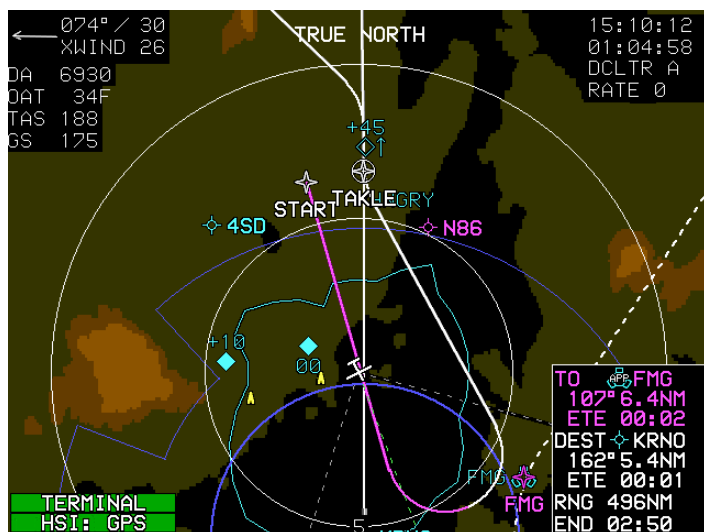 074° / 30
XWIND 26
DA 6930
OAT 34F
TAS 188
GS 175
TRUE NORTH
15:10:12
01:04:58
DCLTR A
RATE 0
+45
START
TAKLE
GRY
4SD
N86
+10
00
A
A
TO APP FMG
107° 6.4NM
ETE 00:02
DEST KRNO
162° 5.4NM
ETE 00:01
RNG 496NM
END 02:50
FMG
FMG
TERMINAL
HSI: GPS
5